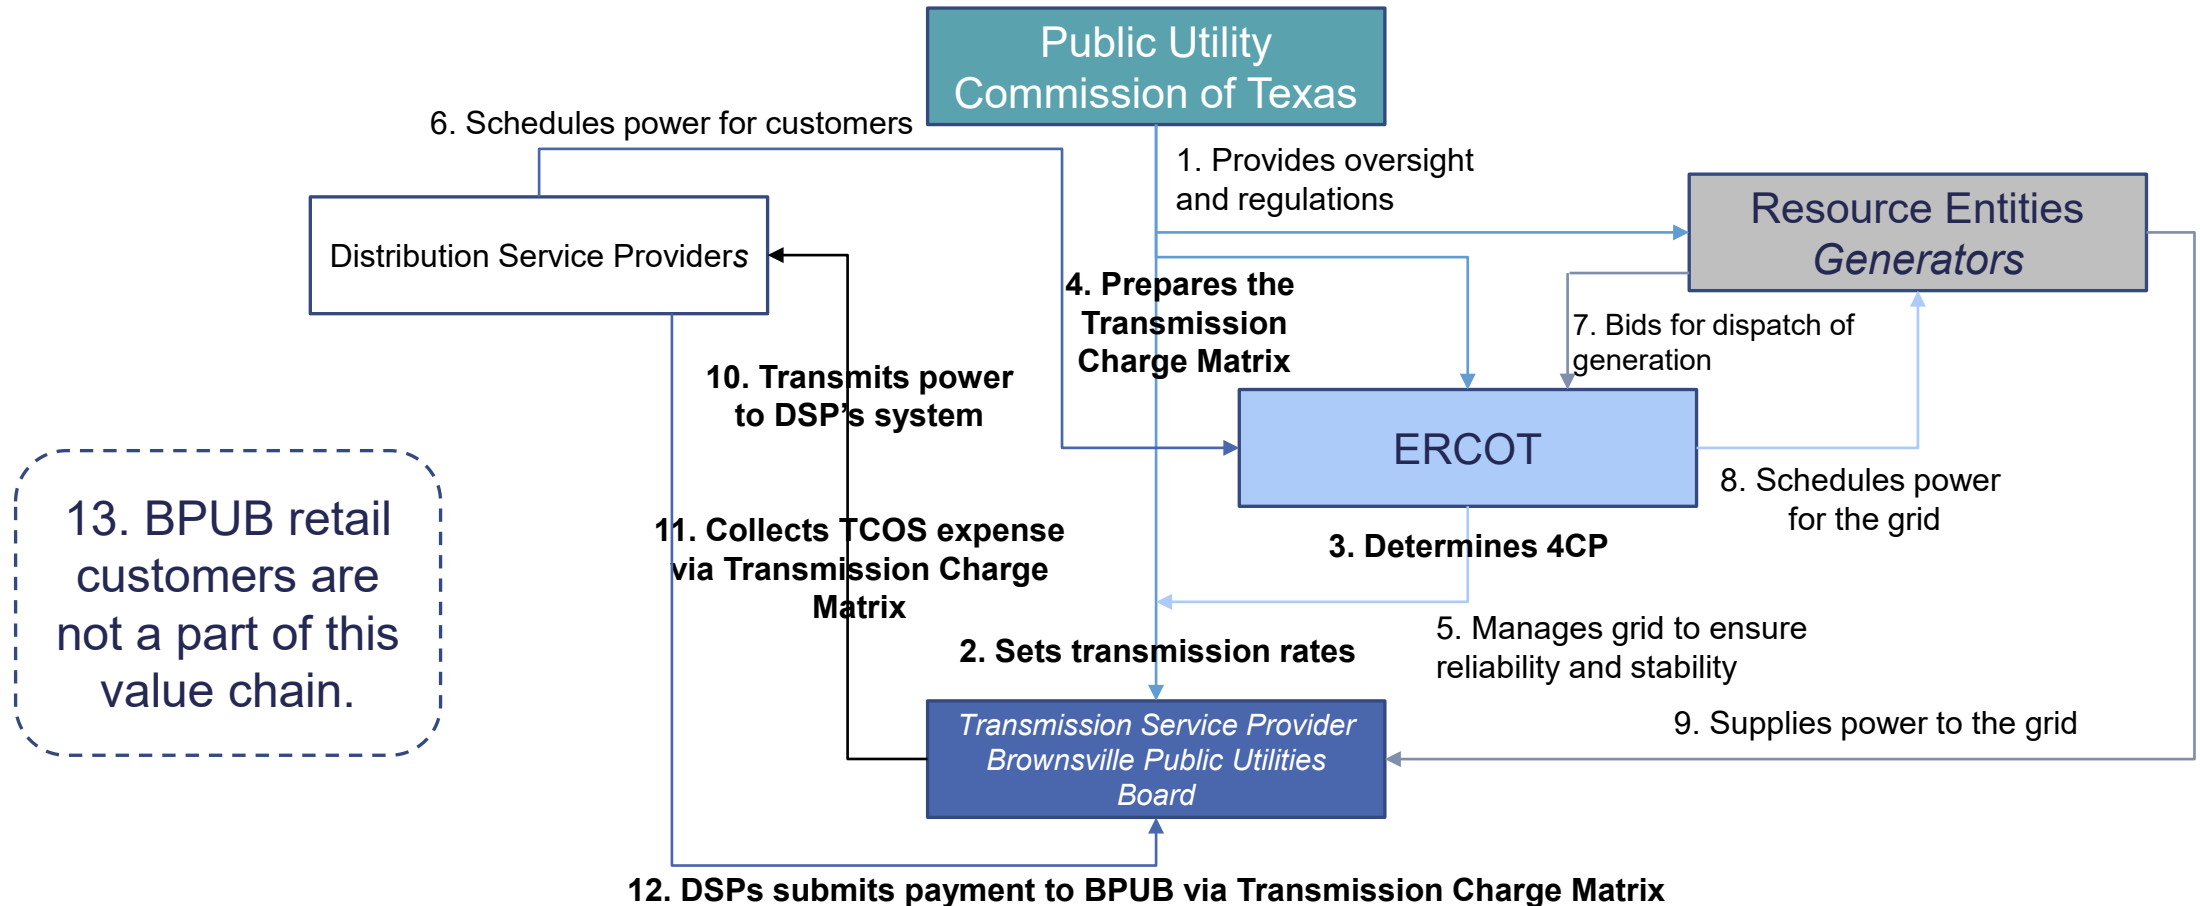 Public Utility
Commission of Texas
6. Schedules power for customers
1. Provides oversight
and regulations
Resource Entities
Generators
Distribution Service Providers
4. Prepares the
Transmission
Charge Matrix
7. Bids for dispatch of
generation
10. Transmits power
to DSP's system
ERCOT
8. Schedules power
for the grid
13. BPUB retail
customers are
not a part of this
value chain.
11. Collects TCOS expense
via Transmission Charge
Matrix
3. Determines 4CP
2. Sets transmission rates
5. Manages grid to ensure
reliability and stability
Transmission Service Provider
Brownsville Public Utilities
Board
9. Supplies power to the grid
12. DSPs submits payment to BPUB via Transmission Charge Matrix